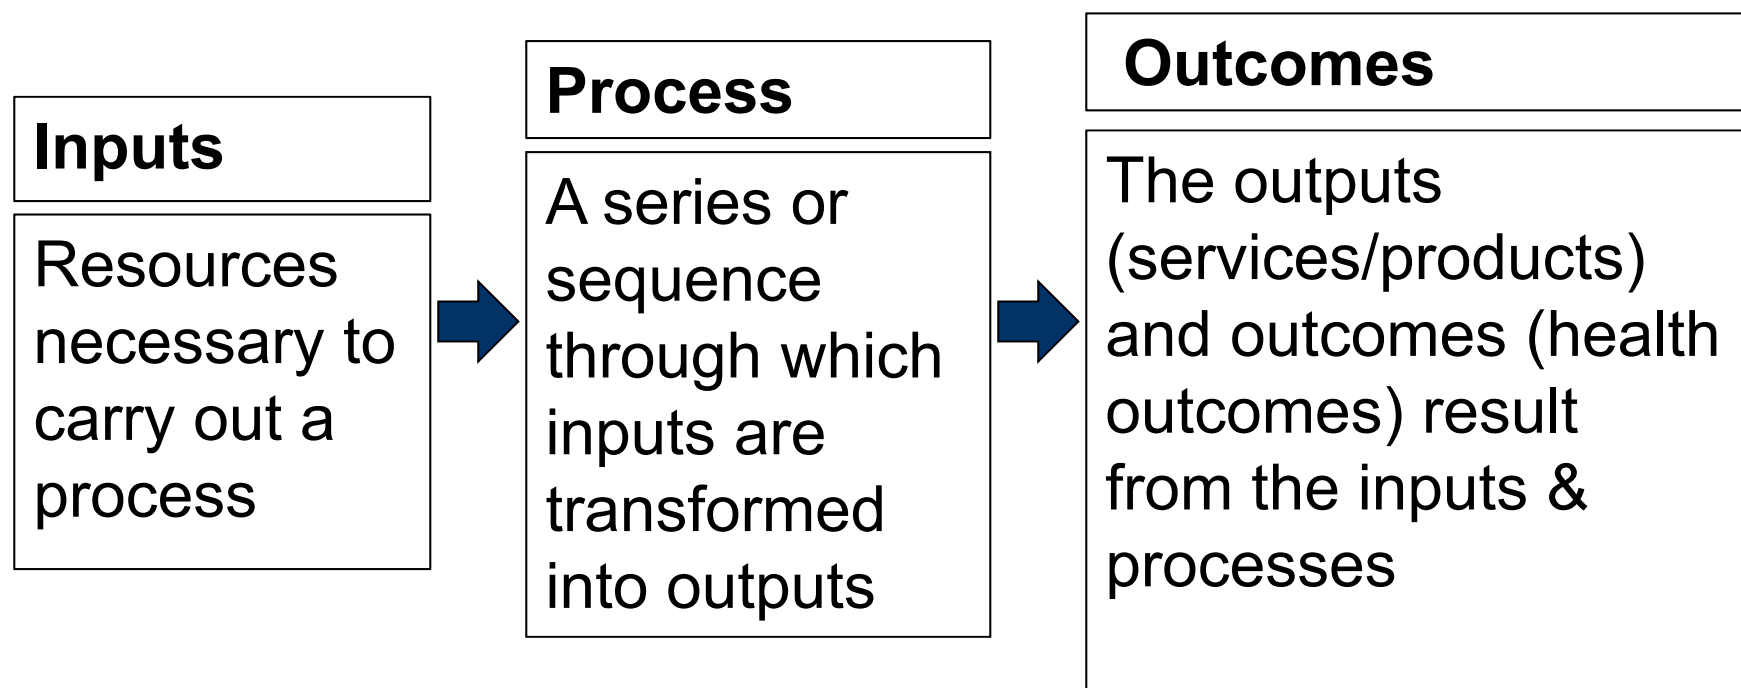 Inputs
Resources
necessary to
carry out a
process
Process
A series or
sequence
through which
inputs are
transformed
into outputs
Outcomes
The outputs
(services/products)
and outcomes (health
outcomes) result
from the inputs &
processes